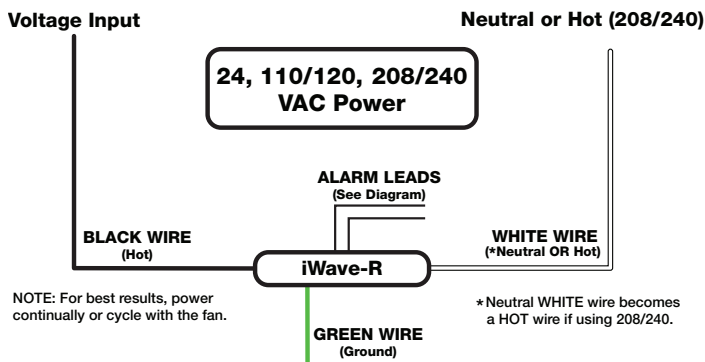 Voltage Input
Neutral or Hot (208/240)
24, 110/120, 208/240
VAC Power
ALARM LEADS
(See Diagram)
BLACK WIRE
(Hot)
WHITE WIRE
(*Neutral OR Hot)
iWave-R
NOTE: For best results, power
continually or cycle with the fan.
*Neutral WHITE wire becomes
a HOT wire if using 208/240.
GREEN WIRE
(Ground)